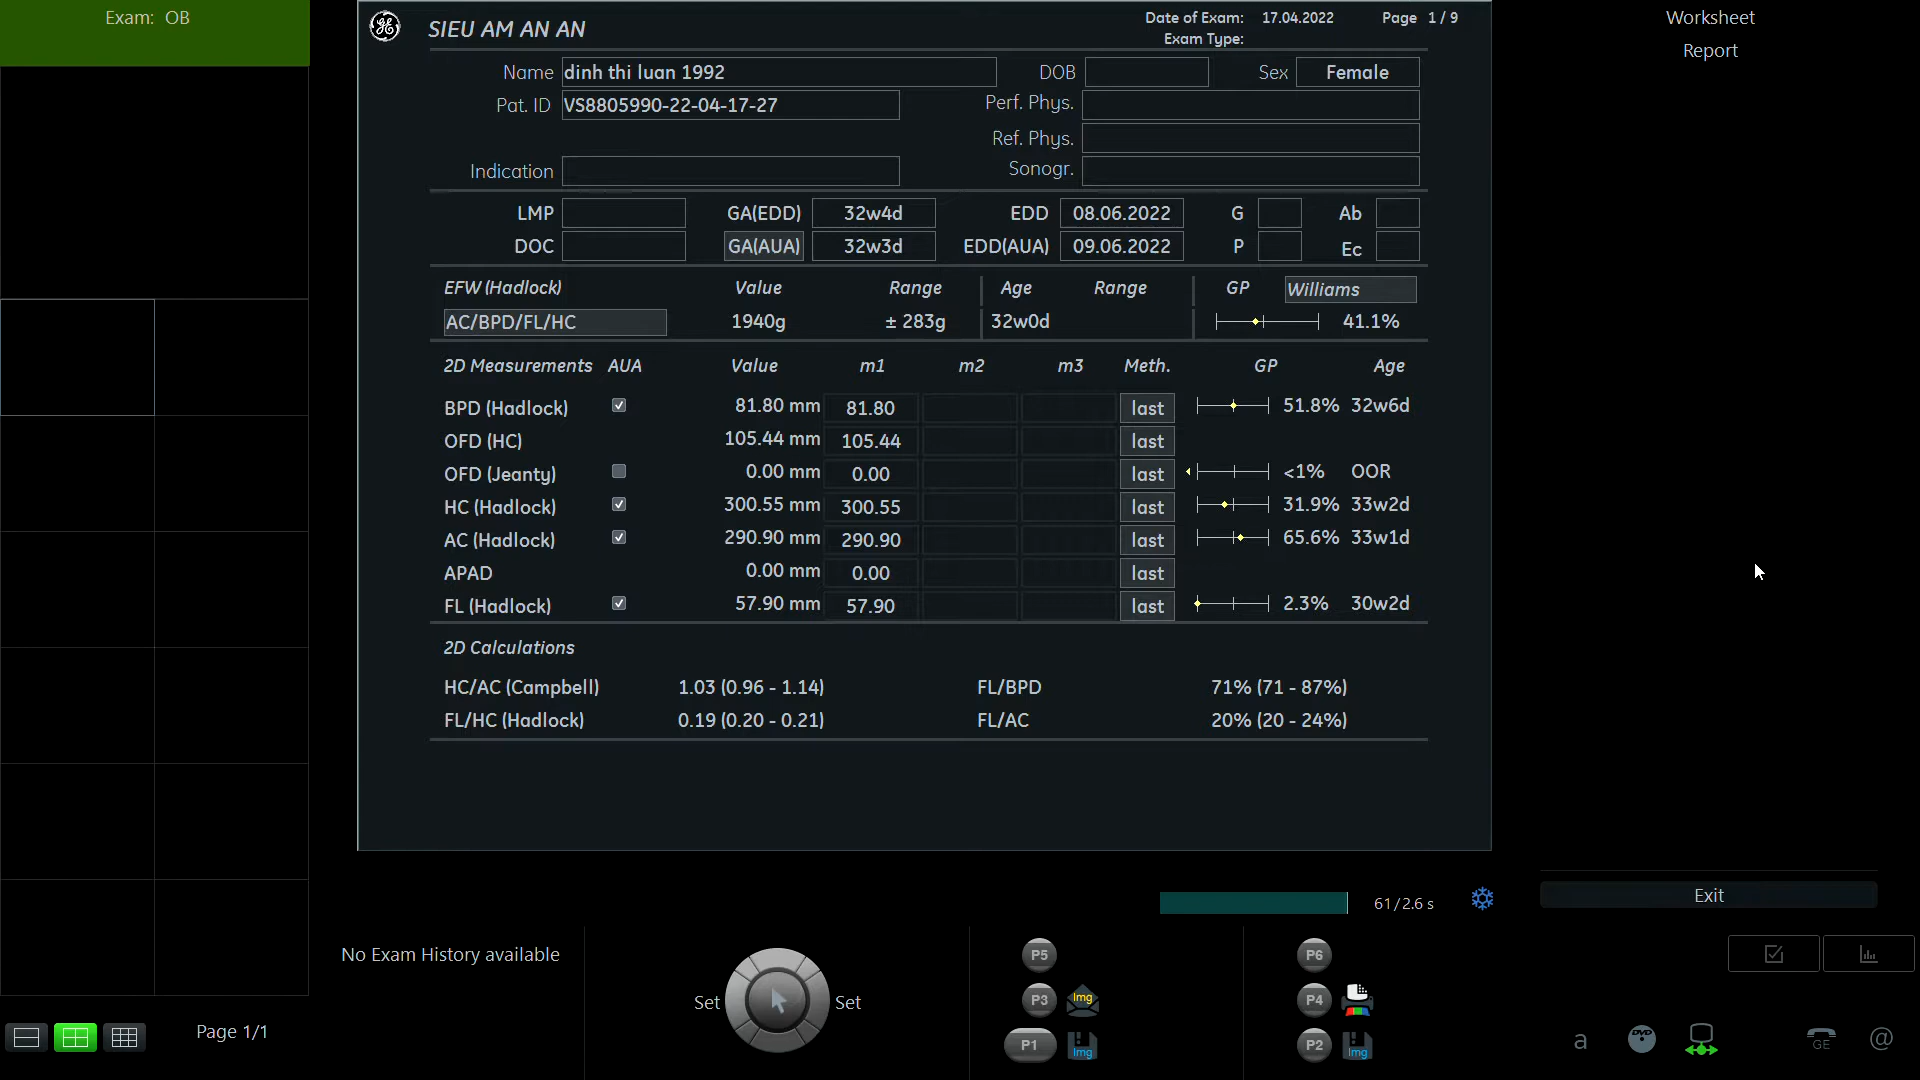 Exam: OB
SIEU AM AN AN
Date of Exam: 17.04.2022 Page 1 / 9
Exam Type:
Name dinh thi luan 1992 DOB Sex Female
Pat. ID VS8805990-22-04-17-27 Perf. Phys.
Ref. Phys.
Indication Sonogr.
LMP GA(EDD) 32w4d EDD 08.06.2022 G Ab
DOC GA(AUA) 32w3d EDD(AUA) 09.06.2022 P Ec
EFW (Hadlock) Value Range Age Range GP Williams
AC/BPD/FL/HC 1940g ± 283g 32w0d 41.1%
2D Measurements AUA Value m1 m2 m3 Meth. GP Age
BPD (Hadlock) 81.80 mm 81.80 last 51.8% 32w6d
OFD (HC) 105.44 mm 105.44 last
OFD (Jeanty) 0.00 mm 0.00 last <1% OOR
HC (Hadlock) 300.55 mm 300.55 last 31.9% 33w2d
AC (Hadlock) 290.90 mm 290.90 last 65.6% 33w1d
APAD 0.00 mm 0.00 last
FL (Hadlock) 57.90 mm 57.90 last 2.3% 30w2d
2D Calculations
HC/AC (Campbell) 1.03 (0.96 - 1.14) FL/BPD 71% (71 - 87%)
FL/HC (Hadlock) 0.19 (0.20 - 0.21) FL/AC 20% (20 - 24%)
Worksheet
Report
61/2.6 s
Exit
No Exam History available
Set Set
P5 P6
P3 Img P4
P1 Img P2 Img
Page 1/1
a DVD GE @